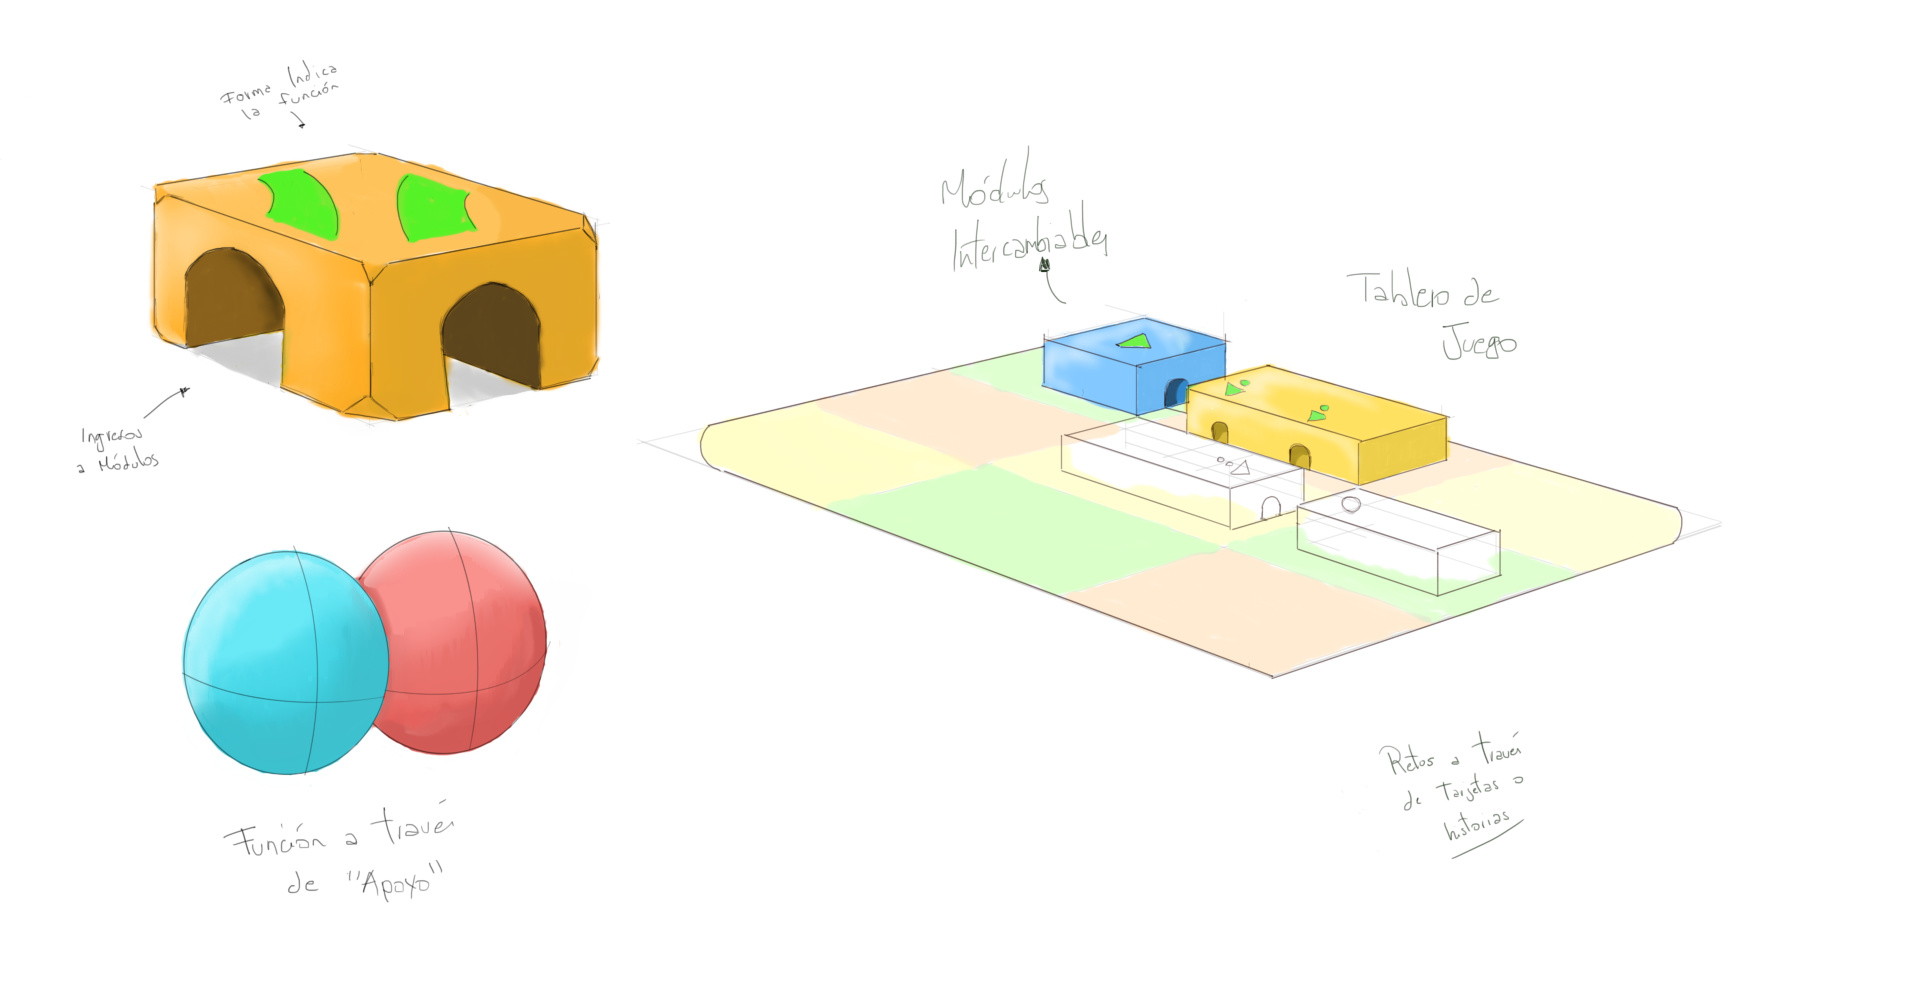 Forma Indica
la función
Ingresos
a Módulos
Función a través
de "Apoyo"
Módulos
Intercambiables
Tablero de
Juego
Retos a través
de Tarjetas o
historias